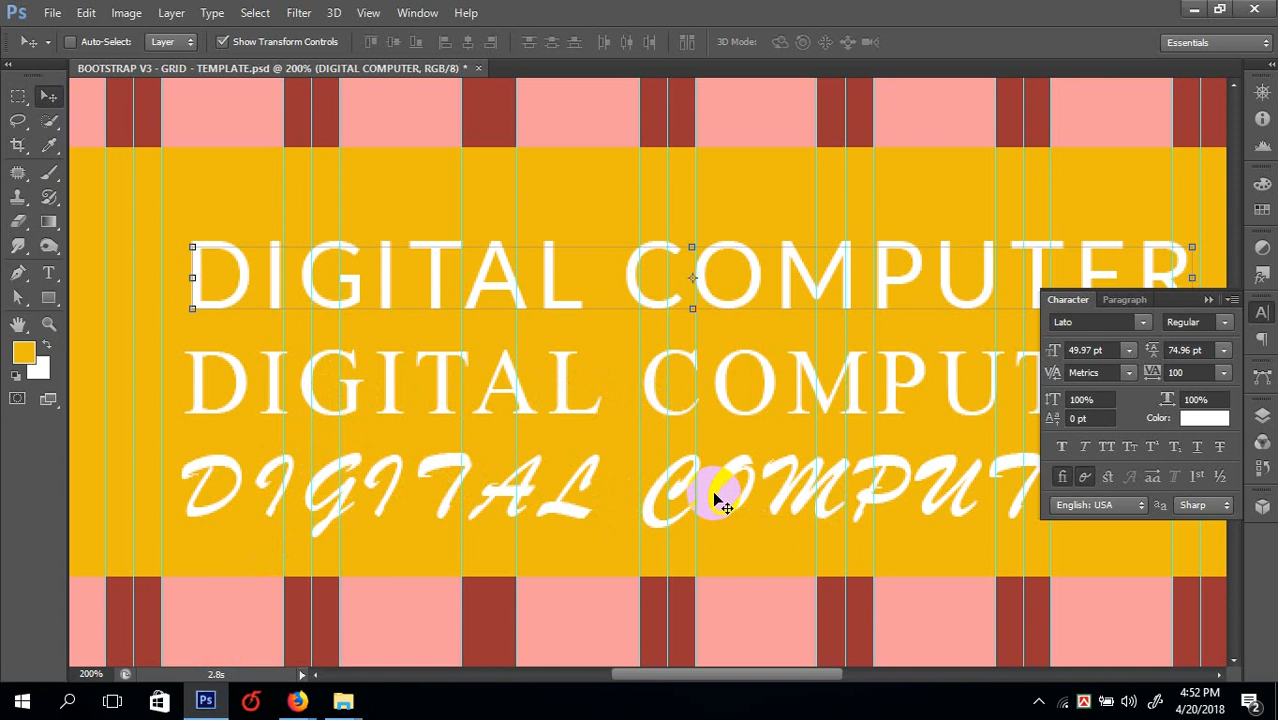 Ps File Edit Image Layer Type Select Filter 3D View Window Help
Auto-Select: Layer Show Transform Controls 3D Mode: Essentials
BOOTSTRAP V3 - GRID - TEMPLATE.psd @ 200% (DIGITAL COMPUTER, RGB/8) *
DIGITAL COMPUTER
DIGITAL COMPUT
DIGITAL COMPUT
Character Paragraph
Lato Regular
49.97 pt 74.96 pt
Metrics 100
100% 100%
0 pt Color:
English: USA Sharp
200% 2.8s
4:52 PM
4/20/2018
2